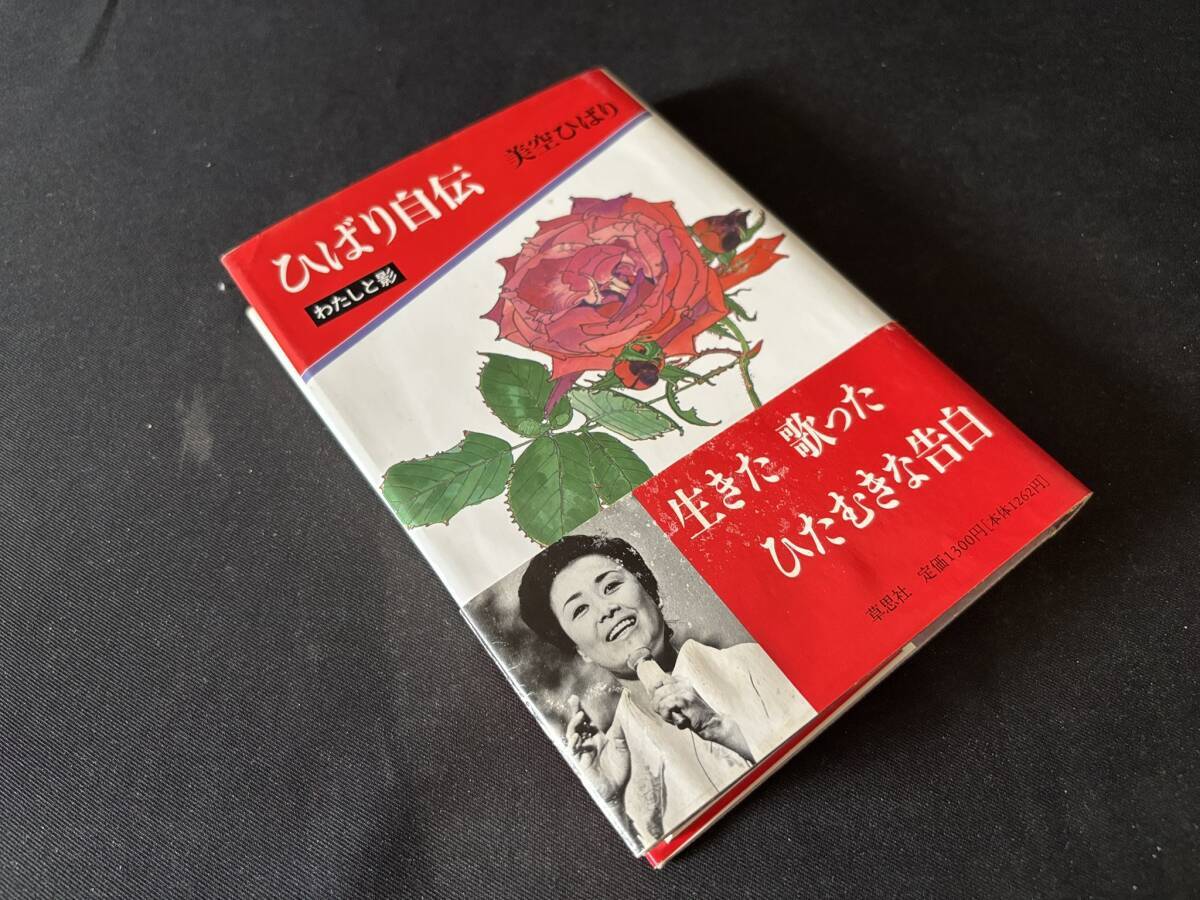 ひばり自伝
美空ひばり
わたしと影
生きた 歌った
ひたむきな告白
草思社 定価1300円[本体1262円]